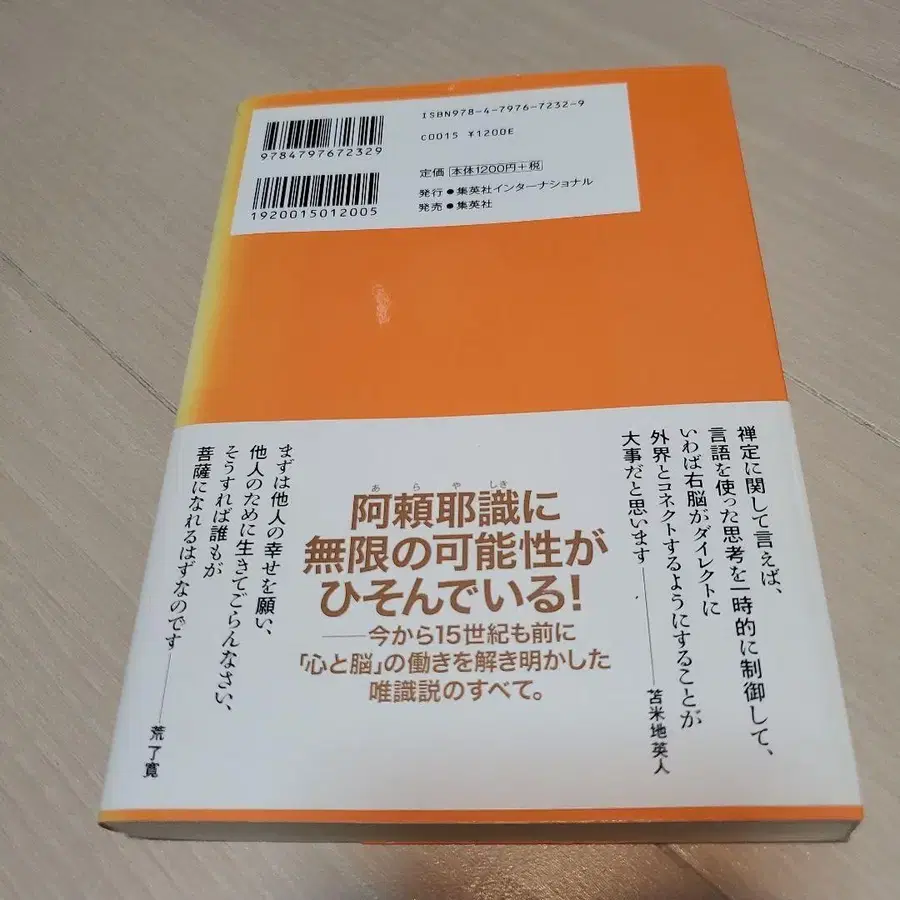 ISBN978-4-7976-7232-9
C0015 ¥1200E
9784797672329
定価 本体1200円+税
発行●集英社インターナショナル
発売●集英社
1920015012005
禅定に関して言えば、
言語を使った思考を一時的に制御して、
いわば右脳がダイレクトに
外界とコネクトするようにすることが
大事だと思います——苫米地英人
あらやしき
阿頼耶識に
無限の可能性が
ひそんでいる!
——今から15世紀も前に
「心と脳」の働きを解き明かした
唯識説のすべて。
まずは他人の幸せを願い、
他人のために生きてごらんなさい、
そうすれば誰もが
菩薩になれるはずなのです——荒了寛